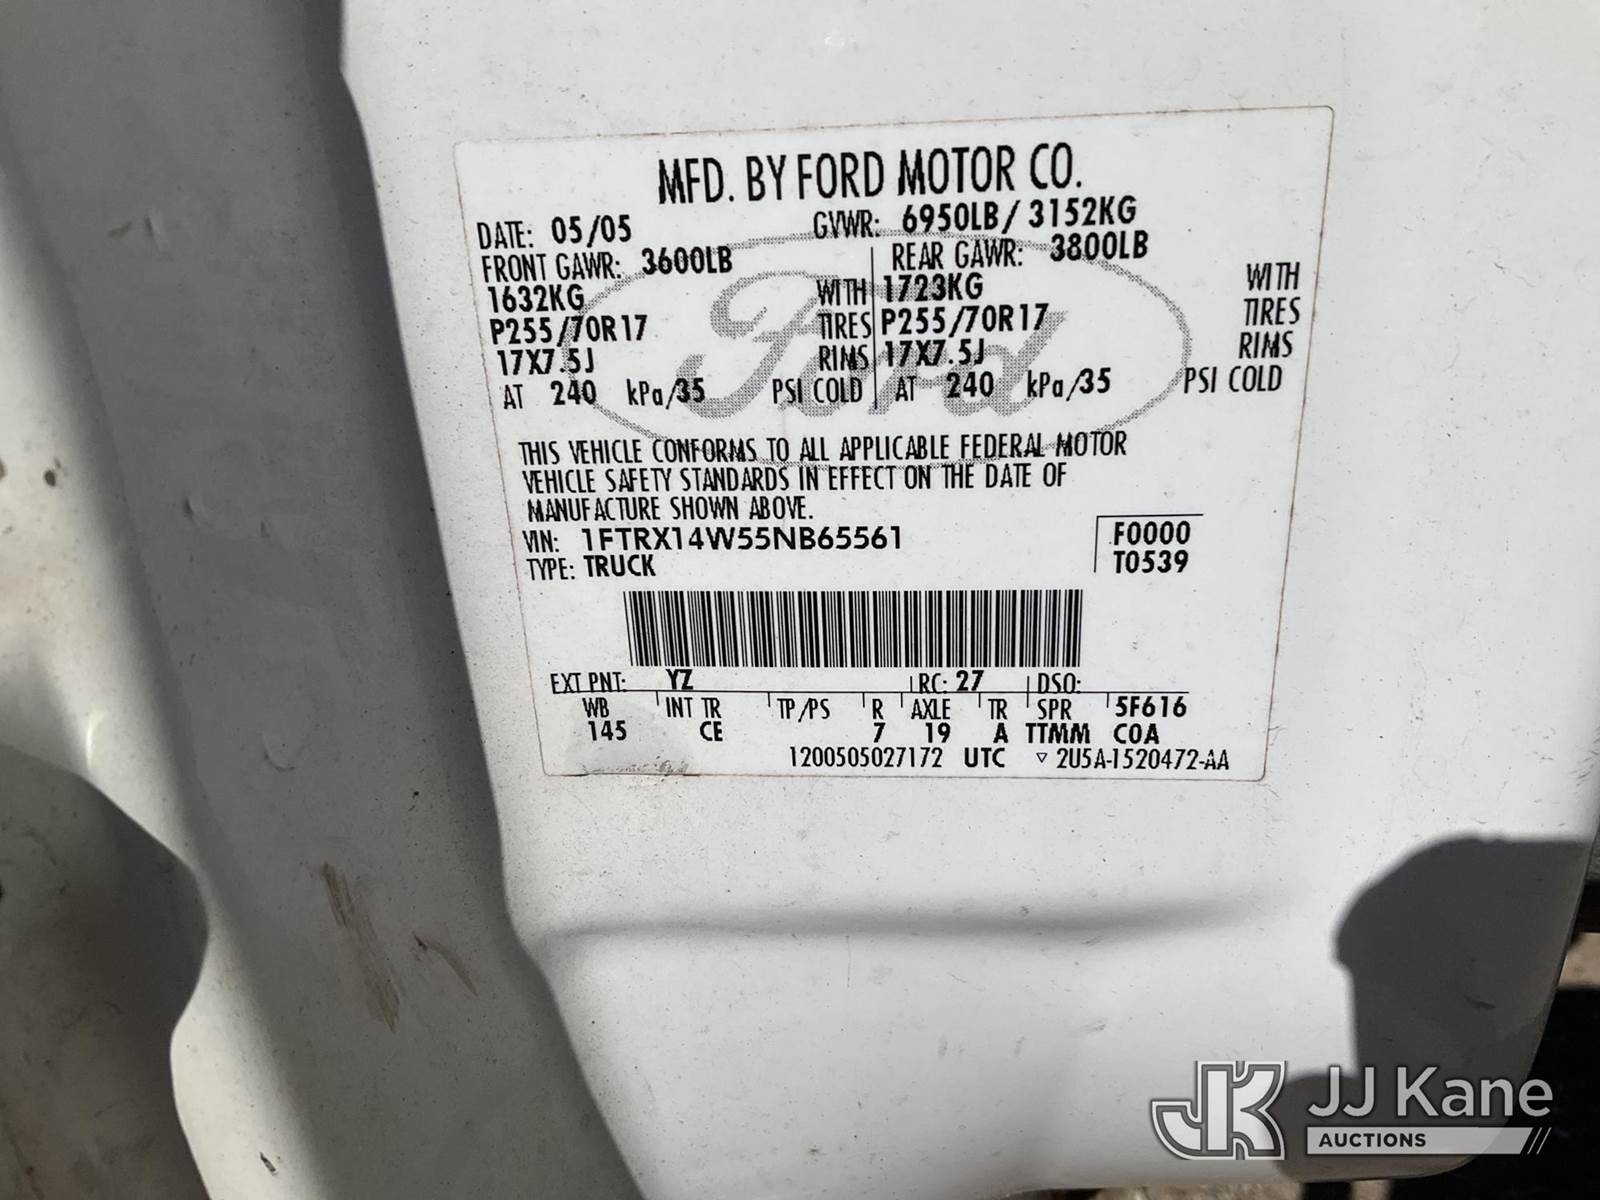 MFD. BY FORD MOTOR CO.
DATE: 05/05 GVWR: 6950LB/ 3152KG
FRONT GAWR: 3600LB REAR GAWR: 3800LB
1632KG WITH 1723KG WITH
P255/70R17 TIRES P255/70R17 TIRES
17X7.5J RIMS 17X7.5J RIMS
AT 240 kPa/35 PSI COLD AT 240 kPa/35 PSI COLD
Ford
THIS VEHICLE CONFORMS TO ALL APPLICABLE FEDERAL MOTOR
VEHICLE SAFETY STANDARDS IN EFFECT ON THE DATE OF
MANUFACTURE SHOWN ABOVE.
VIN: 1FTRX14W55NB65561 F0000
TYPE: TRUCK T0539
EXT PNT: YZ RC: 27 DSO:
WB INT TR TP/PS R AXLE TR SPR 5F616
145 CE 7 19 A TTMM COA
1200505027172 UTC ▽ 2U5A-1520472-AA
JK JJ Kane
AUCTIONS